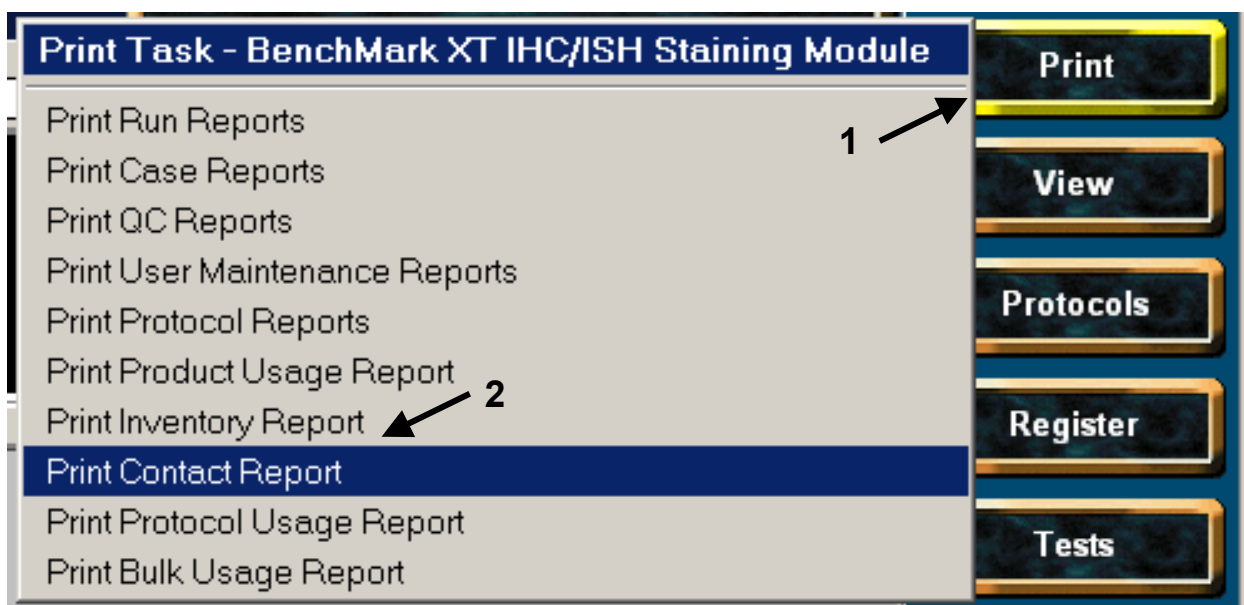 Print Task - BenchMark XT IHC/ISH Staining Module
Print Run Reports
Print Case Reports
Print QC Reports
Print User Maintenance Reports
Print Protocol Reports
Print Product Usage Report
Print Inventory Report
Print Contact Report
Print Protocol Usage Report
Print Bulk Usage Report
1
2
Print
View
Protocols
Register
Tests